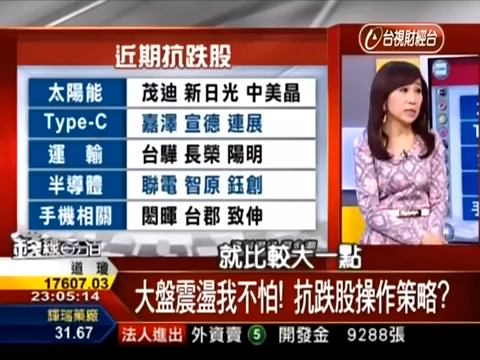 台視財經台
近期抗跌股
太陽能 茂迪 新日光 中美晶
Type-C 嘉澤 宣德 連展
運輸 台驊 長榮 陽明
半導體 聯電 智原 鈺創
手機相關 閎暉 台郡 致伸
錢線百分百
就比較大一點
道瓊
17607.03
23:05:14
大盤震盪我不怕! 抗跌股操作策略?
輝瑞藥廠
31.67
法人進出 外資賣 5 開發金 9288張